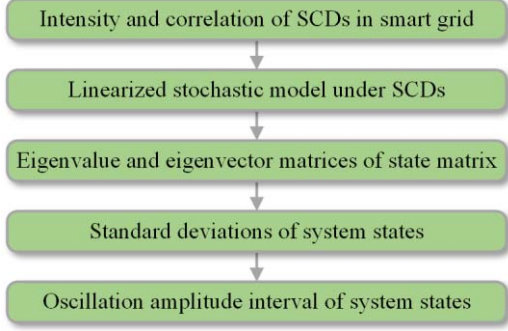 Intensity and correlation of SCDs in smart grid
Linearized stochastic model under SCDs
Eigenvalue and eigenvector matrices of state matrix
Standard deviations of system states
Oscillation amplitude interval of system states